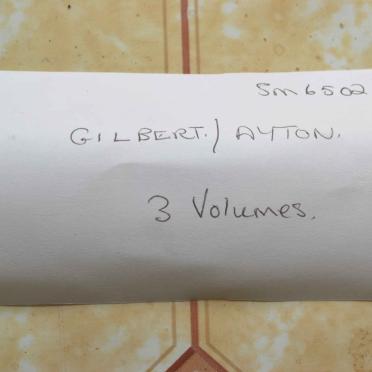 SM6502
GILBERT./ AYTON.
3 Volumes.